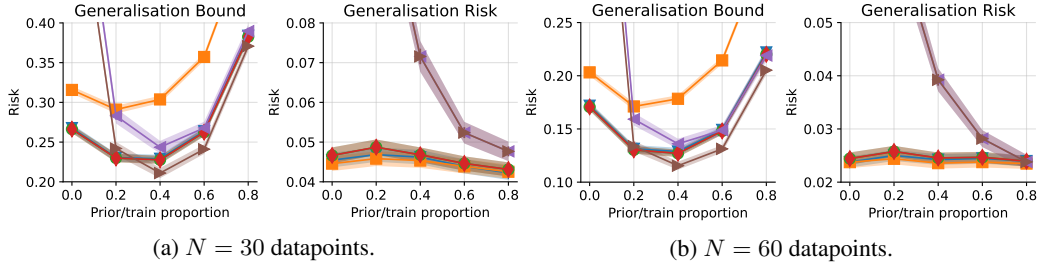 Generalisation Bound
Risk
0.40
0.35
0.30
0.25
0.20
0.0 0.2 0.4 0.6 0.8
Prior/train proportion
Generalisation Risk
Risk
0.08
0.07
0.06
0.05
0.04
0.0 0.2 0.4 0.6 0.8
Prior/train proportion
(a) N = 30 datapoints.
Generalisation Bound
Risk
0.25
0.20
0.15
0.10
0.0 0.2 0.4 0.6 0.8
Prior/train proportion
Generalisation Risk
Risk
0.05
0.04
0.03
0.02
0.0 0.2 0.4 0.6 0.8
Prior/train proportion
(b) N = 60 datapoints.